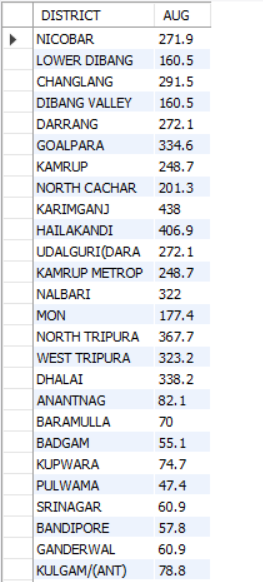 DISTRICT AUG
NICOBAR 271.9
LOWER DIBANG 160.5
CHANGLANG 291.5
DIBANG VALLEY 160.5
DARRANG 272.1
GOALPARA 334.6
KAMRUP 248.7
NORTH CACHAR 201.3
KARIMGANJ 438
HAILAKANDI 406.9
UDALGURI(DARA 272.1
KAMRUP METROP 248.7
NALBARI 322
MON 177.4
NORTH TRIPURA 367.7
WEST TRIPURA 323.2
DHALAI 338.2
ANANTNAG 82.1
BARAMULLA 70
BADGAM 55.1
KUPWARA 74.7
PULWAMA 47.4
SRINAGAR 60.9
BANDIPORE 57.8
GANDERWAL 60.9
KULGAM/(ANT) 78.8